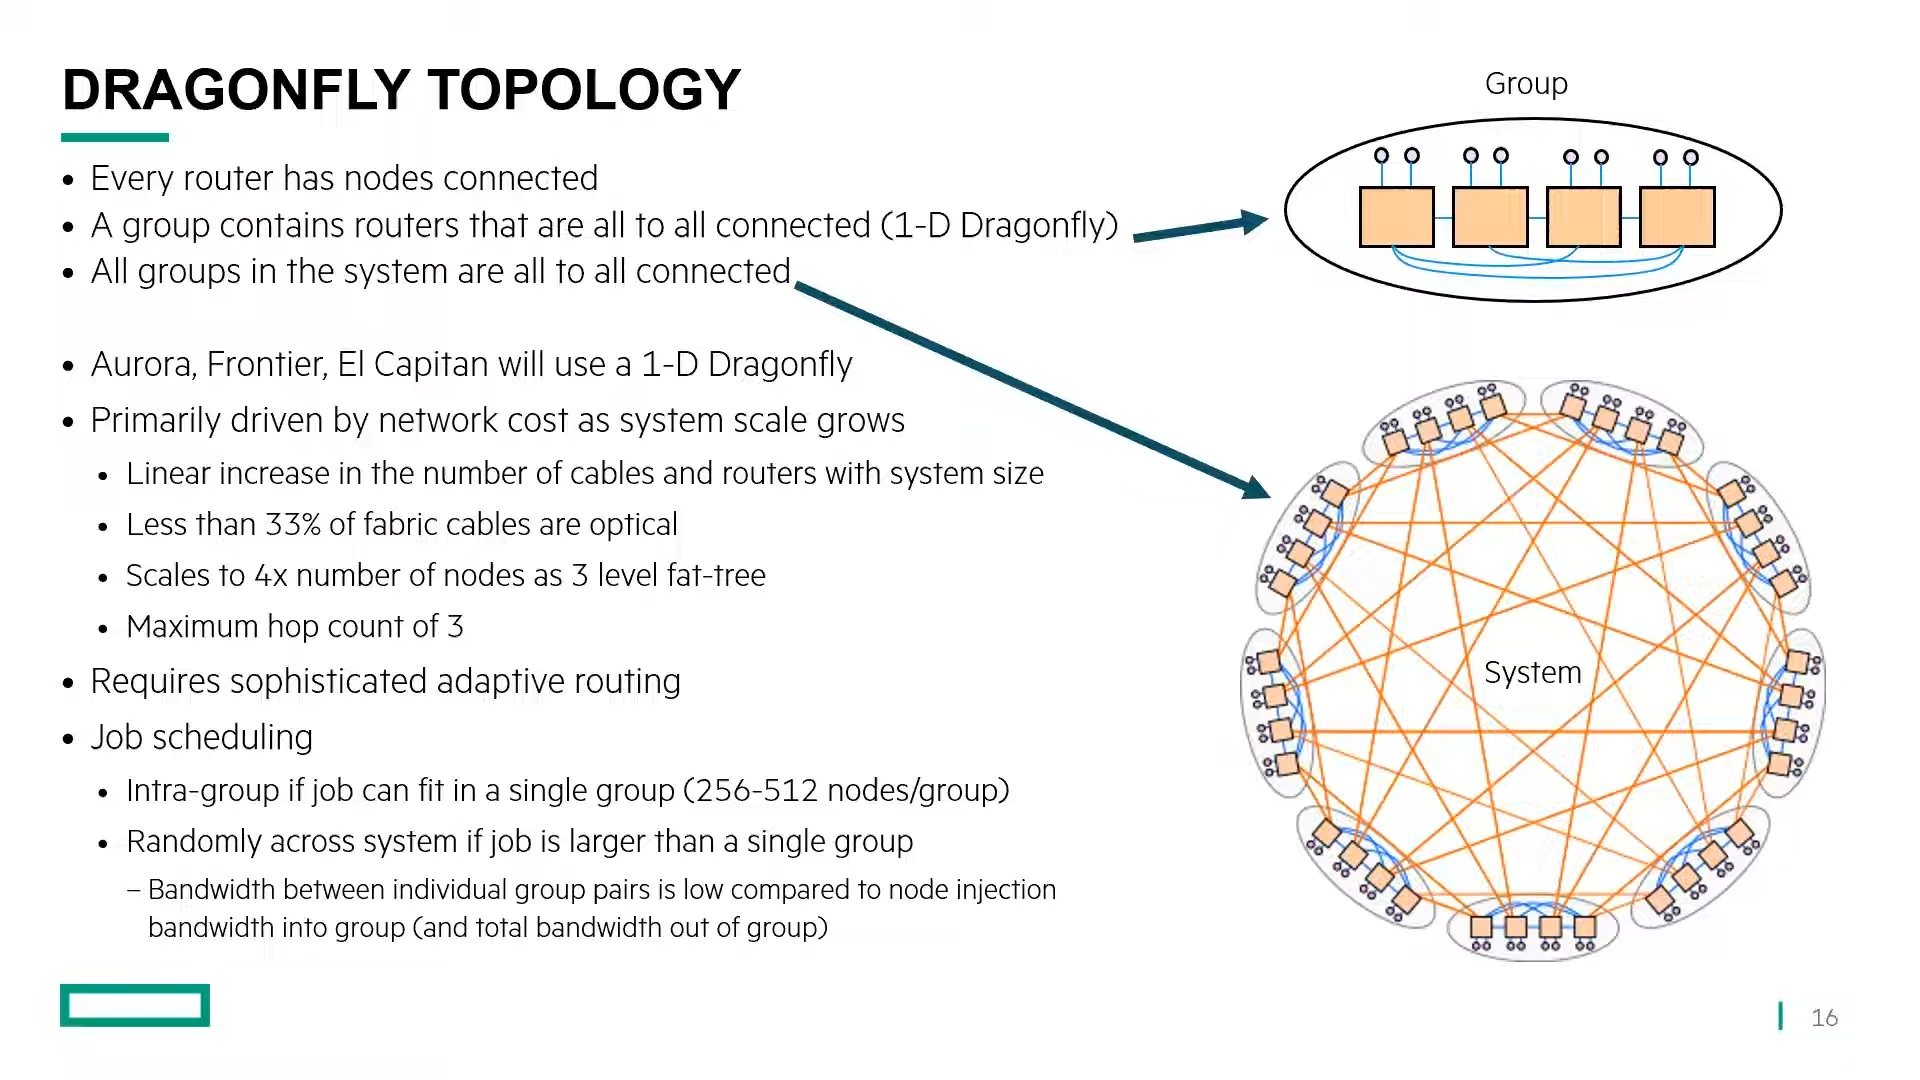 DRAGONFLY TOPOLOGY
• Every router has nodes connected
• A group contains routers that are all to all connected (1-D Dragonfly)
• All groups in the system are all to all connected
• Aurora, Frontier, El Capitan will use a 1-D Dragonfly
• Primarily driven by network cost as system scale grows
• Linear increase in the number of cables and routers with system size
• Less than 33% of fabric cables are optical
• Scales to 4x number of nodes as 3 level fat-tree
• Maximum hop count of 3
• Requires sophisticated adaptive routing
• Job scheduling
• Intra-group if job can fit in a single group (256-512 nodes/group)
• Randomly across system if job is larger than a single group
– Bandwidth between individual group pairs is low compared to node injection
bandwidth into group (and total bandwidth out of group)
Group
System
16